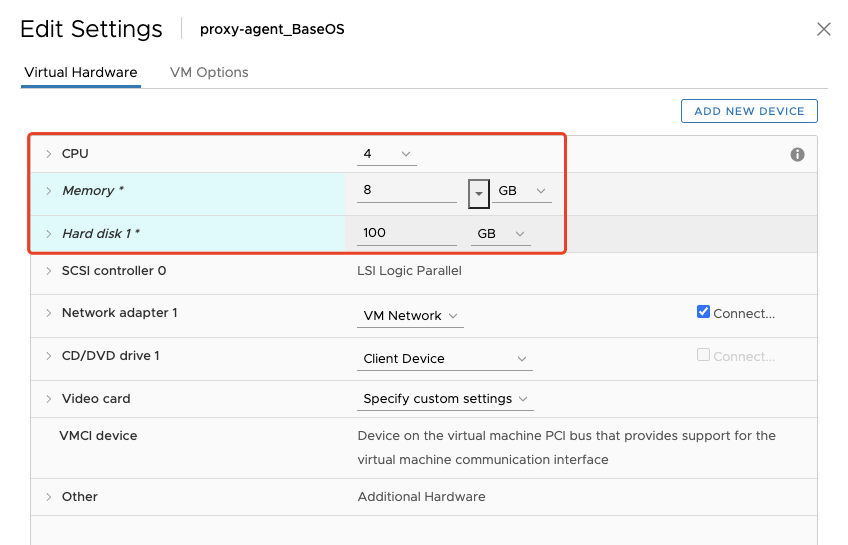 Edit Settings proxy-agent_BaseOS
Virtual Hardware VM Options
ADD NEW DEVICE
CPU 4
Memory * 8 GB
Hard disk 1 * 100 GB
SCSI controller 0 LSI Logic Parallel
Network adapter 1 VM Network Connect...
CD/DVD drive 1 Client Device Connect...
Video card Specify custom settings
VMCI device Device on the virtual machine PCI bus that provides support for the
virtual machine communication interface
Other Additional Hardware